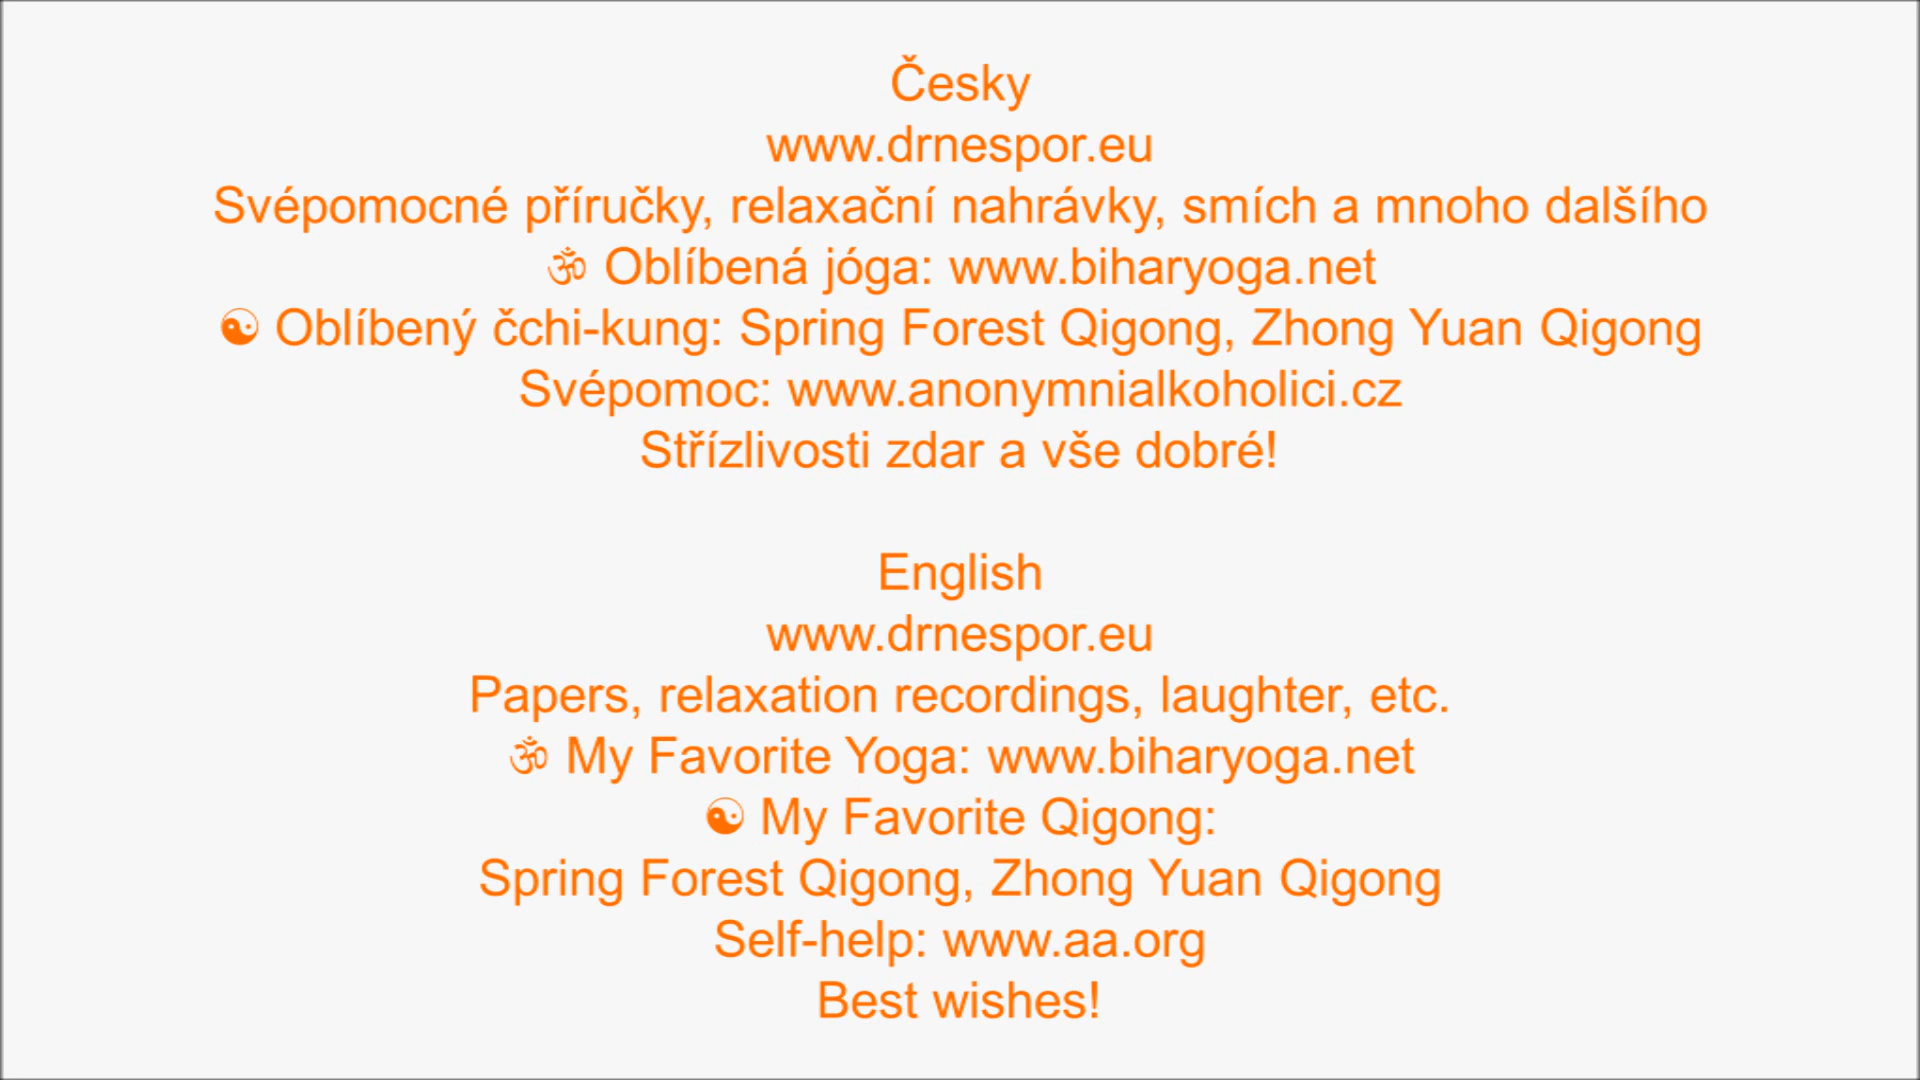 Česky
www.drnespor.eu
Svépomocné příručky, relaxační nahrávky, smích a mnoho dalšího
🕉 Oblíbená jóga: www.biharyoga.net
☯ Oblíbený čchi-kung: Spring Forest Qigong, Zhong Yuan Qigong
Svépomoc: www.anonymnialkoholici.cz
Střízlivosti zdar a vše dobré!
English
www.drnespor.eu
Papers, relaxation recordings, laughter, etc.
🕉 My Favorite Yoga: www.biharyoga.net
☯ My Favorite Qigong:
Spring Forest Qigong, Zhong Yuan Qigong
Self-help: www.aa.org
Best wishes!